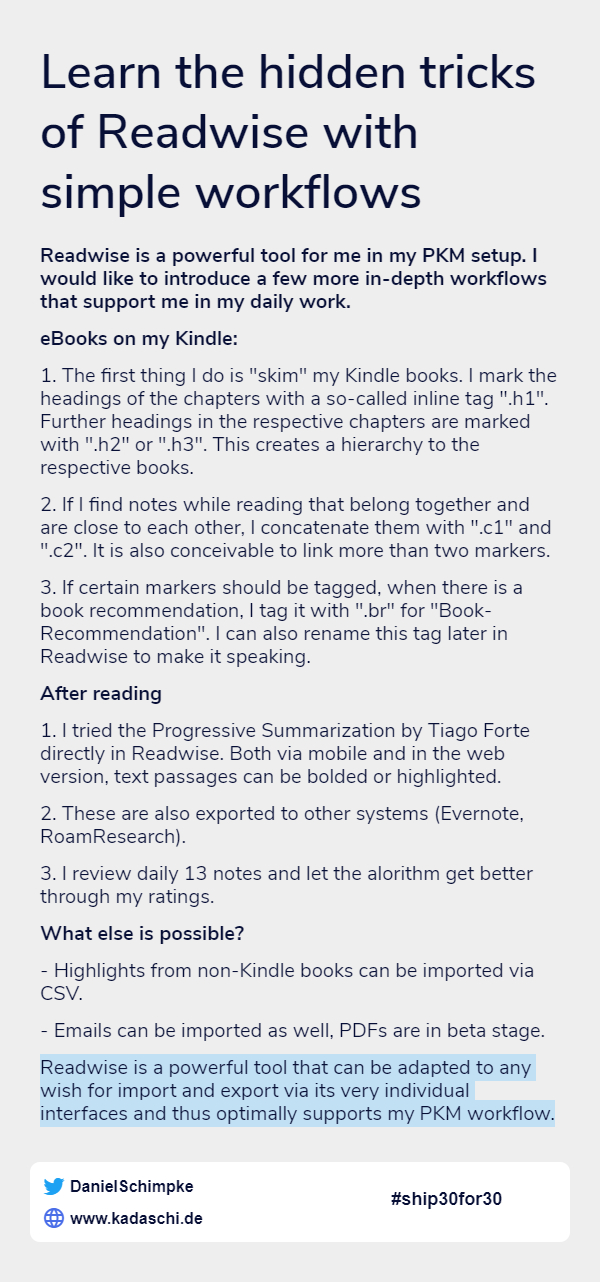 Learn the hidden tricks
of Readwise with
simple workflows
Readwise is a powerful tool for me in my PKM setup. I
would like to introduce a few more in-depth workflows
that support me in my daily work.
eBooks on my Kindle:
1. The first thing I do is "skim" my Kindle books. I mark the
headings of the chapters with a so-called inline tag ".h1".
Further headings in the respective chapters are marked
with ".h2" or ".h3". This creates a hierarchy to the
respective books.
2. If I find notes while reading that belong together and
are close to each other, I concatenate them with ".c1" and
".c2". It is also conceivable to link more than two markers.
3. If certain markers should be tagged, when there is a
book recommendation, I tag it with ".br" for "Book-
Recommendation". I can also rename this tag later in
Readwise to make it speaking.
After reading
1. I tried the Progressive Summarization by Tiago Forte
directly in Readwise. Both via mobile and in the web
version, text passages can be bolded or highlighted.
2. These are also exported to other systems (Evernote,
RoamResearch).
3. I review daily 13 notes and let the alorithm get better
through my ratings.
What else is possible?
- Highlights from non-Kindle books can be imported via
CSV.
- Emails can be imported as well, PDFs are in beta stage.
Readwise is a powerful tool that can be adapted to any
wish for import and export via its very individual
interfaces and thus optimally supports my PKM workflow.
DanielSchimpke
www.kadaschi.de
#ship30for30